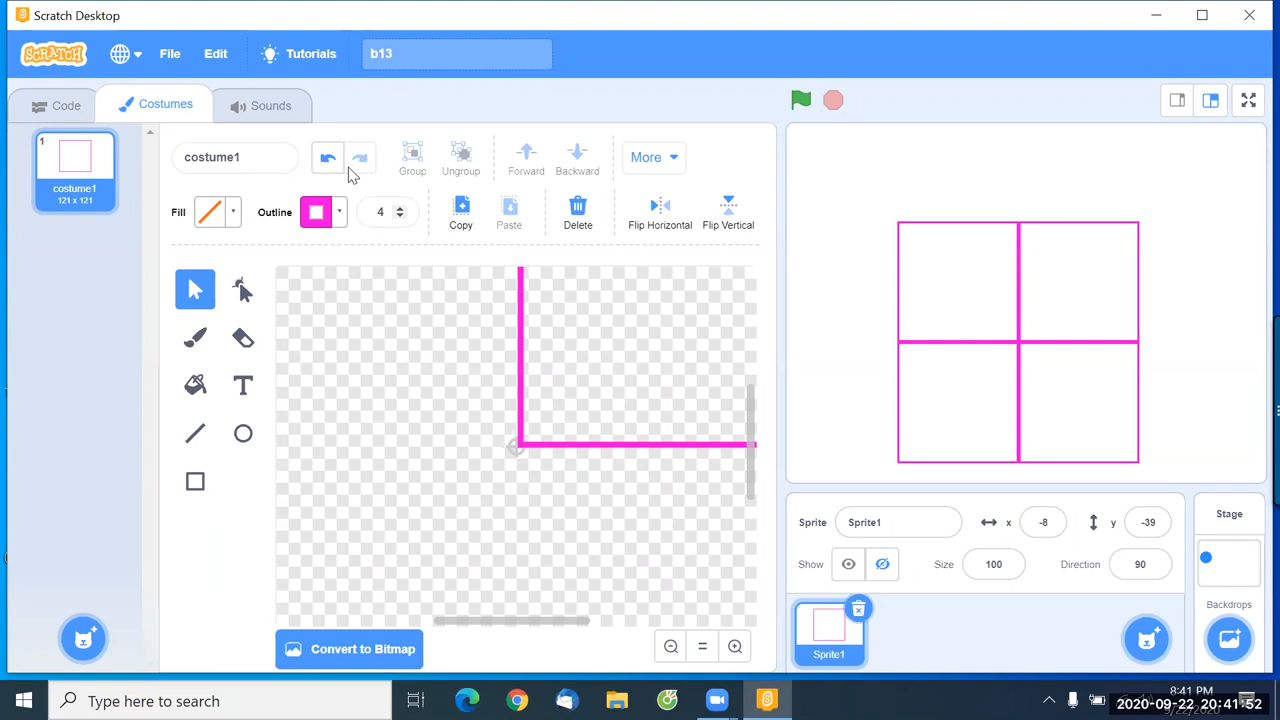 Scratch Desktop
SCRATCH
File
Edit
Tutorials
b13
Code
Costumes
Sounds
1
costume1
121 x 121
costume1
Group
Ungroup
Forward
Backward
More
Fill
Outline
4
Copy
Paste
Delete
Flip Horizontal
Flip Vertical
Convert to Bitmap
Sprite
Sprite1
x
-8
y
-39
Show
Size
100
Direction
90
Sprite1
Stage
Backdrops
Type here to search
8:41 PM
2020-09-22 20:41:52